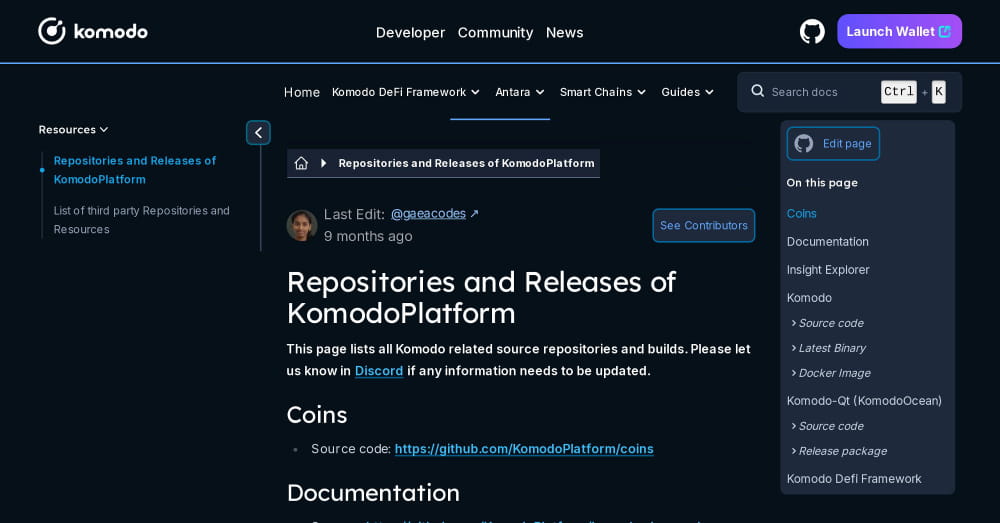 komodo
Developer Community News
Launch Wallet
Home Komodo DeFi Framework Antara Smart Chains Guides
Search docs Ctrl + K
Resources
Repositories and Releases of
KomodoPlatform
List of third party Repositories and
Resources
Repositories and Releases of KomodoPlatform
Last Edit: @gaeacodes ↗
9 months ago
See Contributors
Repositories and Releases of
KomodoPlatform
This page lists all Komodo related source repositories and builds. Please let
us know in Discord if any information needs to be updated.
Coins
Source code: https://github.com/KomodoPlatform/coins
Documentation
Edit page
On this page
Coins
Documentation
Insight Explorer
Komodo
Source code
Latest Binary
Docker Image
Komodo-Qt (KomodoOcean)
Source code
Release package
Komodo Defi Framework